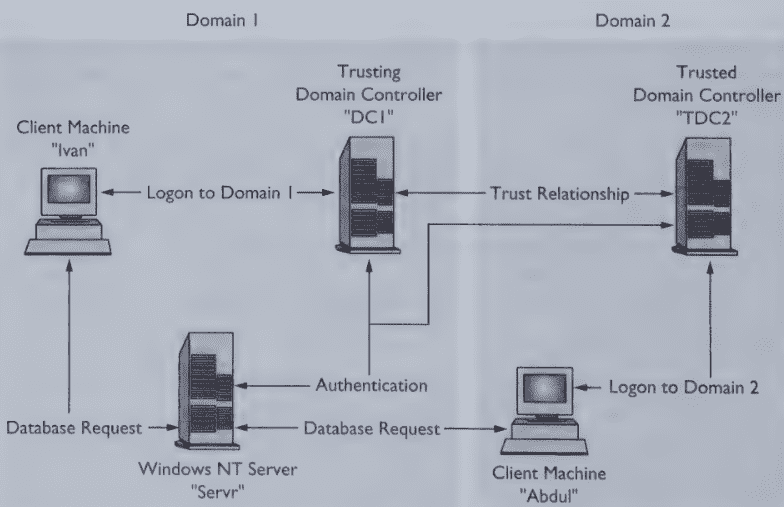 Domain 1
Domain 2
Trusting
Domain Controller
"DC1"
Trusted
Domain Controller
"TDC2"
Client Machine
"Ivan"
Logon to Domain 1
Trust Relationship
Authentication
Logon to Domain 2
Database Request
Database Request
Windows NT Server
"Servr"
Client Machine
"Abdul"